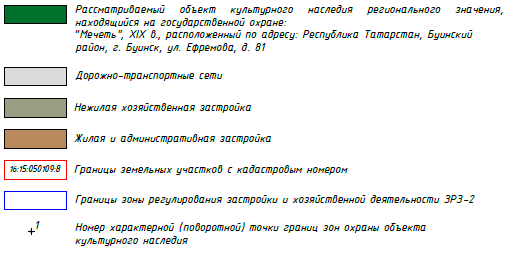 Рассматриваемый объект культурного наследия регионального значения,
находящийся на государственной охране:
"Мечеть", XIX в., расположенный по адресу: Республика Татарстан, Буинский
район, г. Буинск, ул. Ефремова, д. 81
Дорожно-транспортные сети
Нежилая хозяйственная застройка
Жилая и административная застройка
16:15:050109:8 Границы земельных участков с кадастровым номером
Границы зоны регулирования застройки и хозяйственной деятельности ЗРЗ-2
+1 Номер характерной (поворотной) точки границ зон охраны объекта
культурного наследия